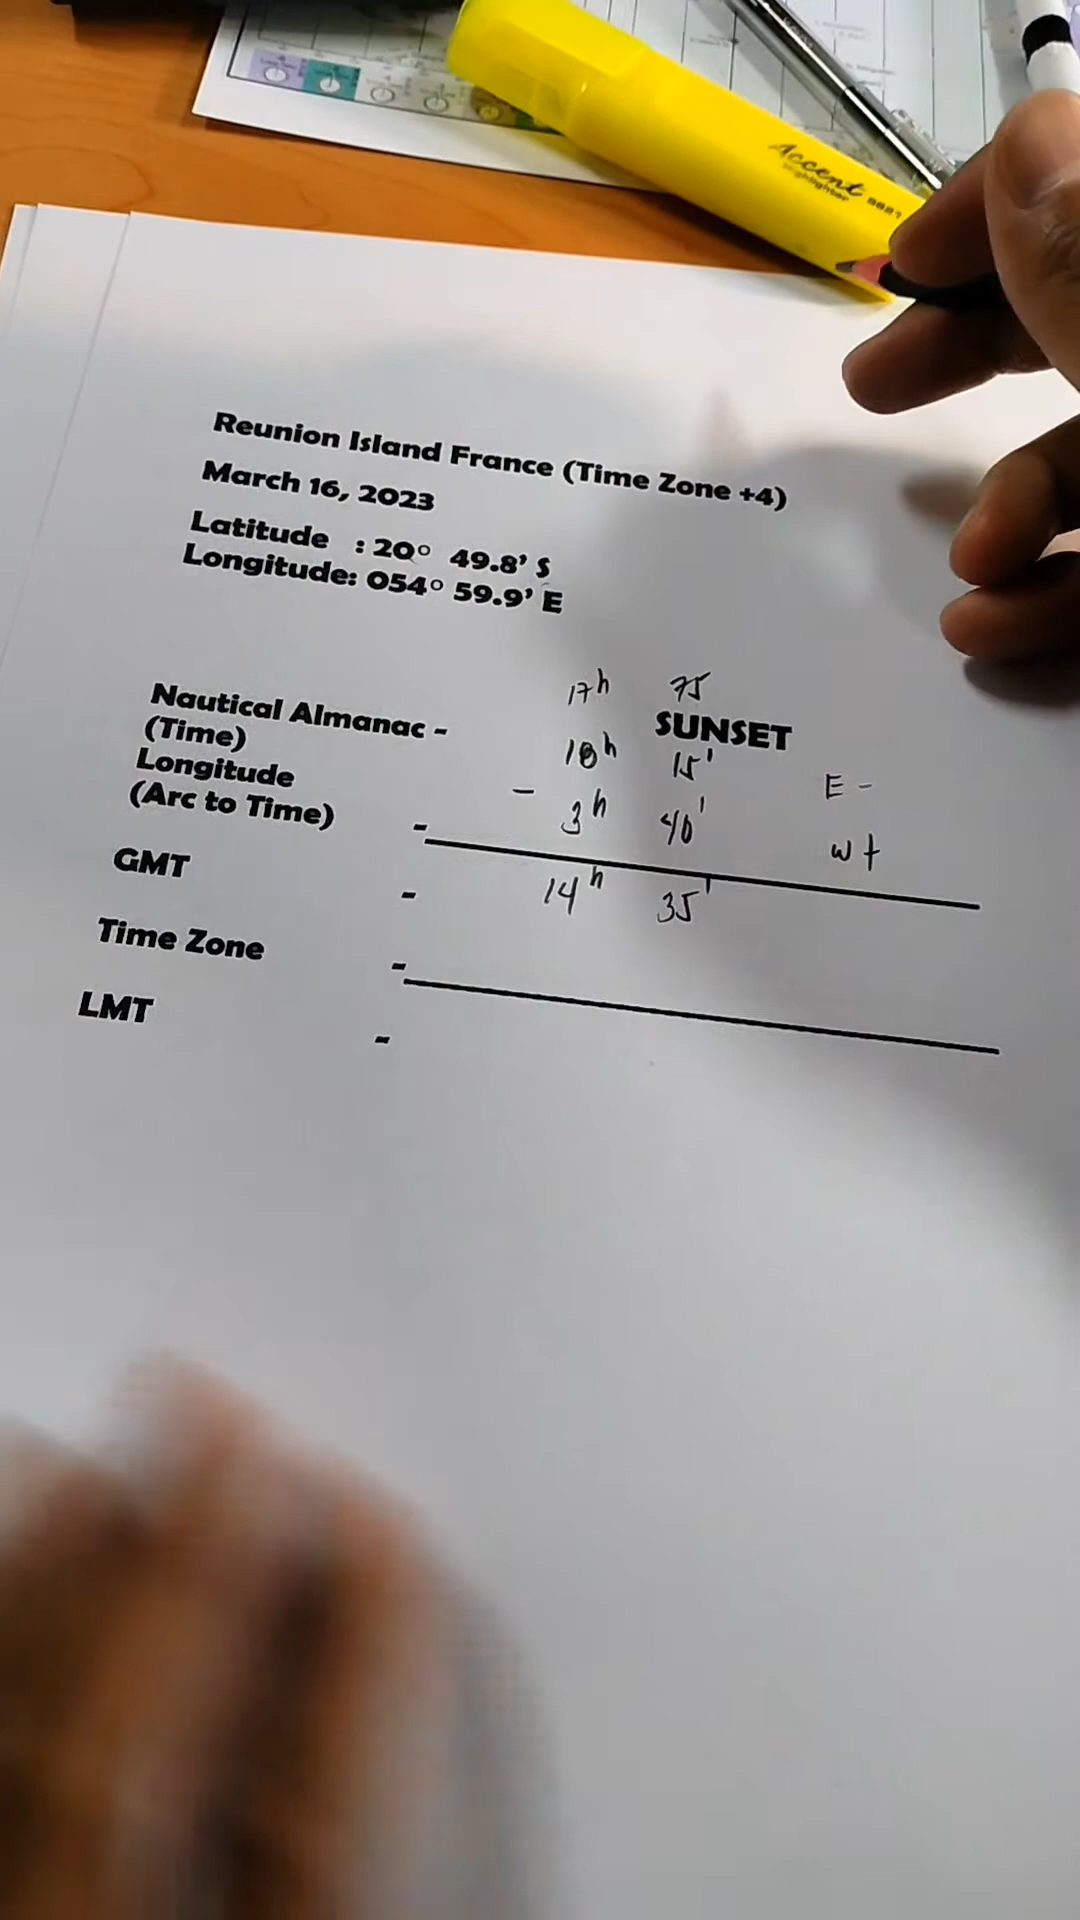 Accent
highlighter 8821
Reunion Island France (Time Zone +4)
March 16, 2023
Latitude : 20° 49.8' S
Longitude: 054° 59.9' E
17h 75
Nautical Almanac - SUNSET
(Time) 18h 15' E -
Longitude
(Arc to Time) - - 3h 40' W +
GMT - 14h 35'
Time Zone -
LMT -